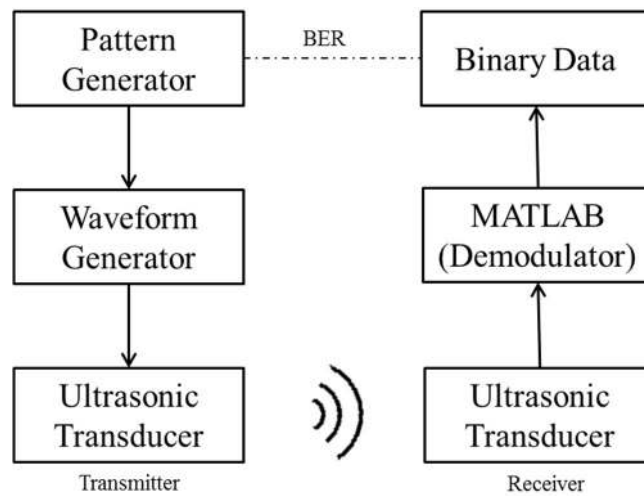 Pattern
Generator
BER
Binary Data
Waveform
Generator
MATLAB
(Demodulator)
Ultrasonic
Transducer
Ultrasonic
Transducer
Transmitter
Receiver